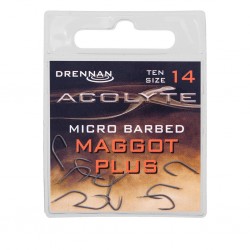 DRENNAN
TEN SIZE 14
ACOLYTE
MICRO BARBED
MAGGOT
PLUS